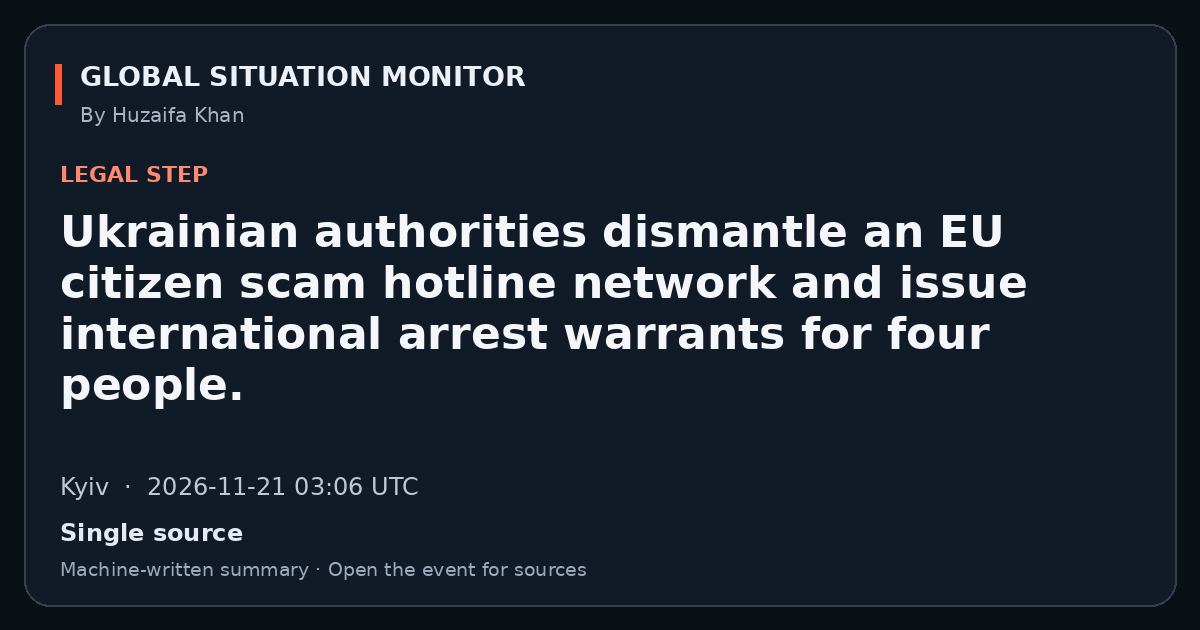 GLOBAL SITUATION MONITOR
By Huzaifa Khan
LEGAL STEP
Ukrainian authorities dismantle an EU
citizen scam hotline network and issue
international arrest warrants for four
people.
Kyiv · 2026-11-21 03:06 UTC
Single source
Machine-written summary · Open the event for sources